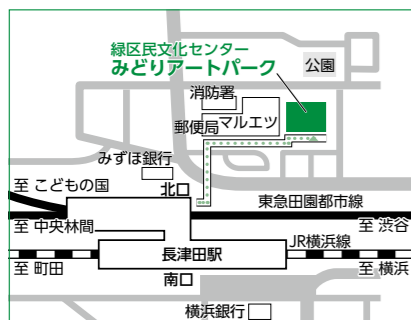 緑区民文化センター
みどりアートパーク
公園
消防署
郵便局
マルエツ
みずほ銀行
至 こどもの国
北口
東急田園都市線
至 中央林間
至 渋谷
JR横浜線
長津田駅
至 町田
至 横浜
南口
横浜銀行